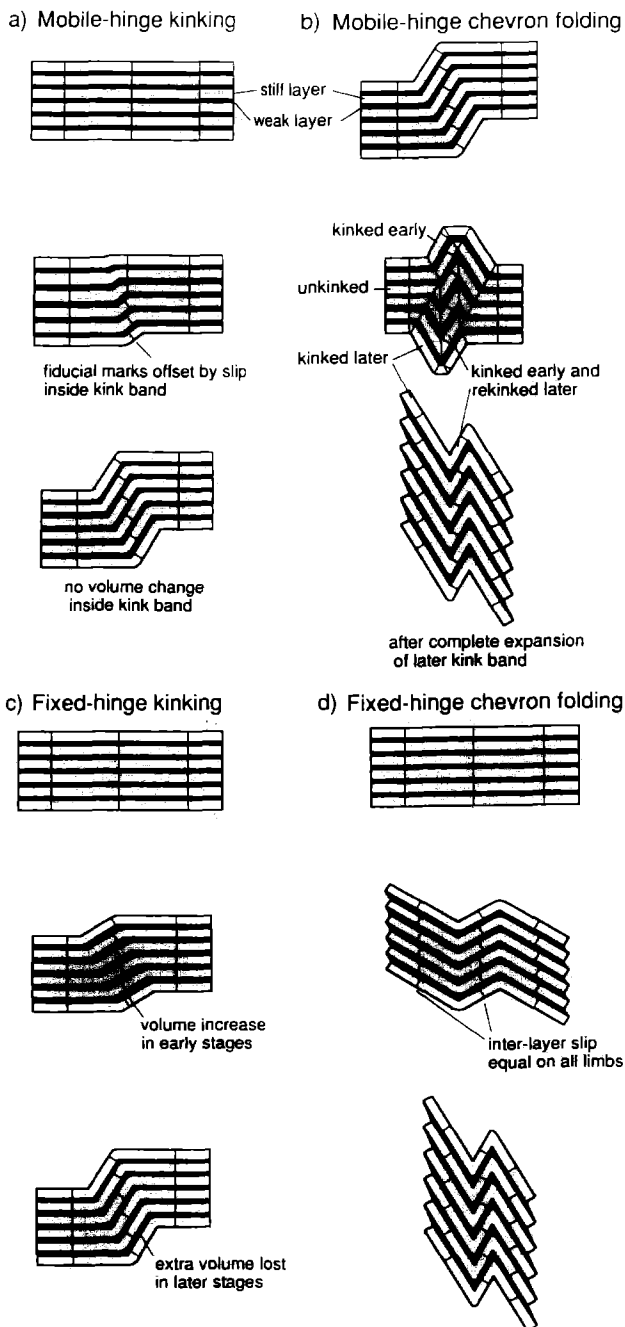 a) Mobile-hinge kinking
b) Mobile-hinge chevron folding
stiff layer
weak layer
kinked early
unkinked
fiducial marks offset by slip
inside kink band
kinked later
kinked early and
rekinked later
no volume change
inside kink band
after complete expansion
of later kink band
c) Fixed-hinge kinking
d) Fixed-hinge chevron folding
volume increase
in early stages
inter-layer slip
equal on all limbs
extra volume lost
in later stages